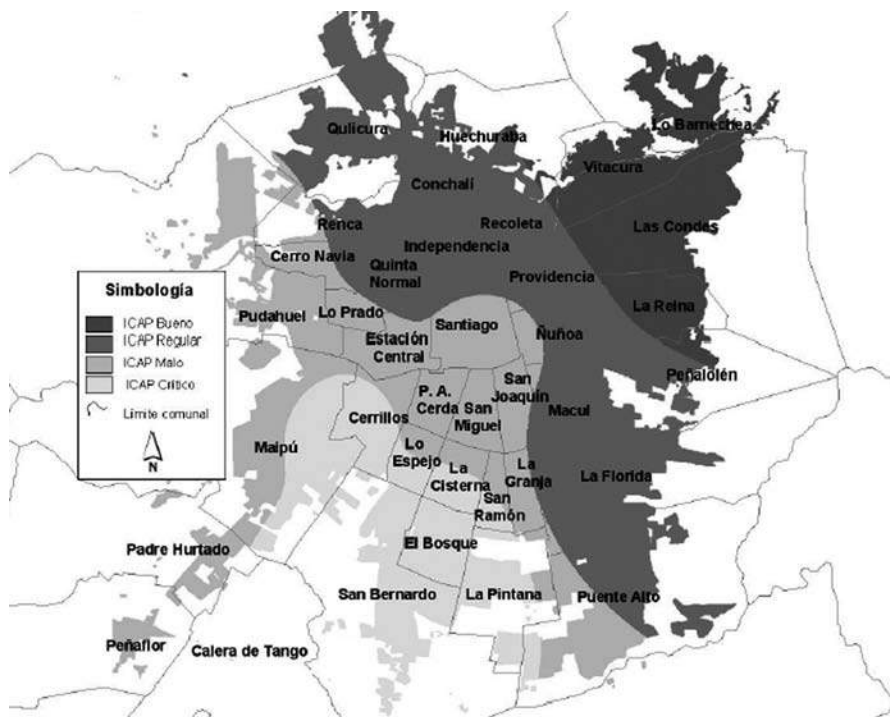 Qulicura
Huechuraba
Lo Barnechea
Vitacura
Conchalí
Las Condes
Renca
Recoleta
Independencia
Cerro Navia
Quinta
Normal
Providencia
Simbología
ICAP Bueno
ICAP Regular
ICAP Malo
ICAP Crítico
Límite comunal
N
La Reina
Pudahuel
Lo Prado
Santiago
Ñuñoa
Estación
Central
Peñalolén
San
Joaquín
P. A.
Cerda
San
Miguel
Macul
Cerrillos
Maipú
Lo
Espejo
La
Cisterna
La
Granja
La Florida
San
Ramón
Padre Hurtado
El Bosque
San Bernardo
La Pintana
Puente Alto
Peñaflor
Calera de Tango